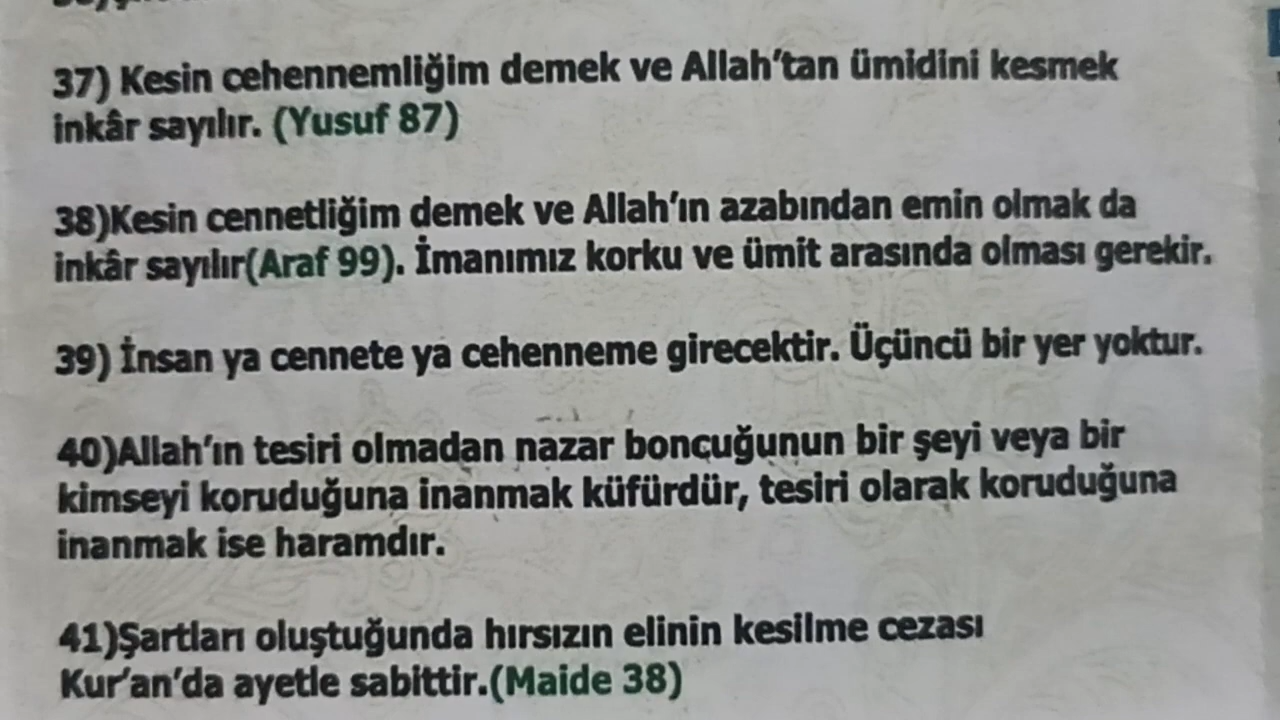 37) Kesin cehennemliğim demek ve Allah'tan ümidini kesmek
inkâr sayılır. (Yusuf 87)
38)Kesin cennetliğim demek ve Allah'ın azabından emin olmak da
inkâr sayılır(Araf 99). İmanımız korku ve ümit arasında olması gerekir.
39) İnsan ya cennete ya cehenneme girecektir. Üçüncü bir yer yoktur.
40)Allah'ın tesiri olmadan nazar boncuğunun bir şeyi veya bir
kimseyi koruduğuna inanmak küfürdür, tesiri olarak koruduğuna
inanmak ise haramdır.
41)Şartları oluştuğunda hırsızın elinin kesilme cezası
Kur'an'da ayetle sabittir.(Maide 38)